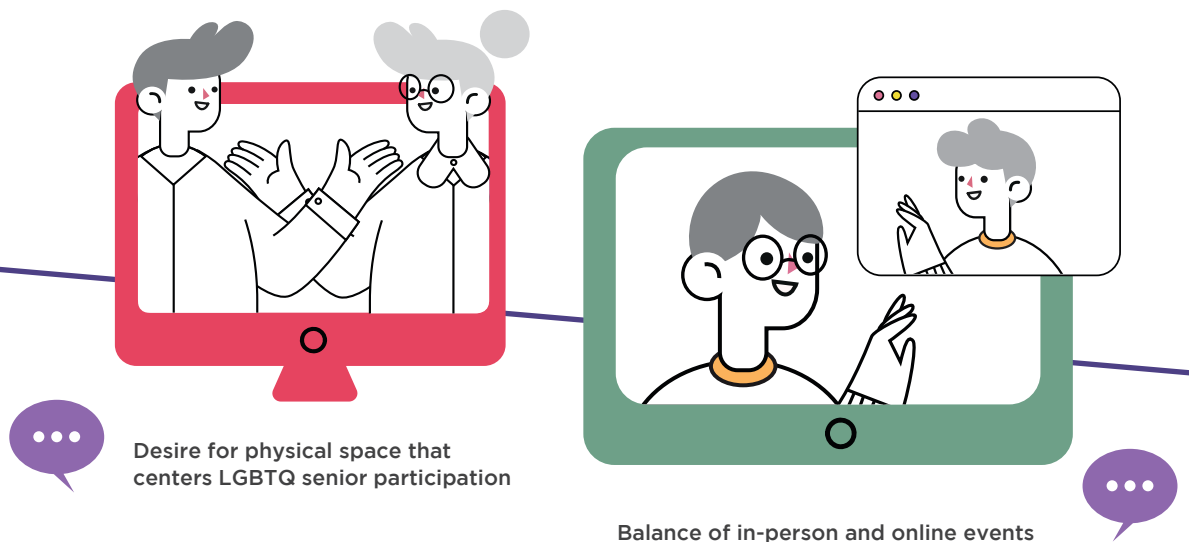 Desire for physical space that
centers LGBTQ senior participation
Balance of in-person and online events